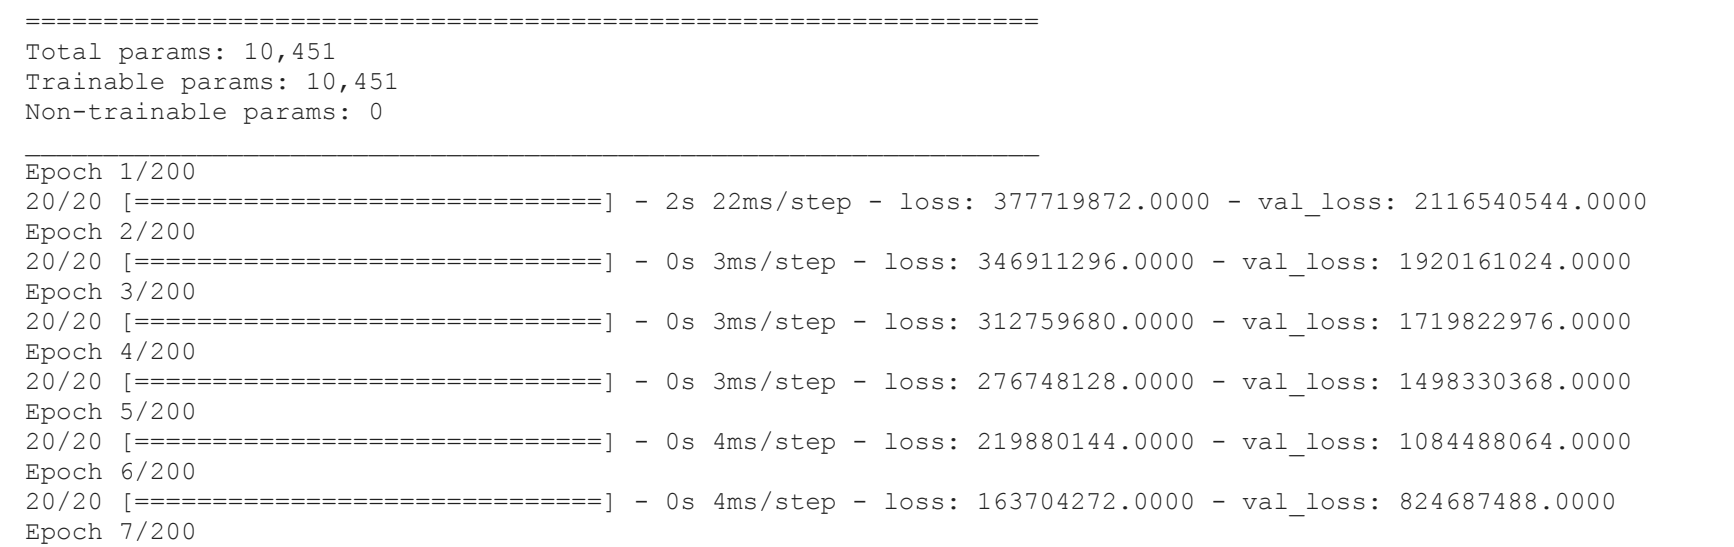 =================================================================
Total params: 10,451
Trainable params: 10,451
Non-trainable params: 0
_________________________________________________________________
Epoch 1/200
20/20 [==============================] - 2s 22ms/step - loss: 377719872.0000 - val_loss: 2116540544.0000
Epoch 2/200
20/20 [==============================] - 0s 3ms/step - loss: 346911296.0000 - val_loss: 1920161024.0000
Epoch 3/200
20/20 [==============================] - 0s 3ms/step - loss: 312759680.0000 - val_loss: 1719822976.0000
Epoch 4/200
20/20 [==============================] - 0s 3ms/step - loss: 276748128.0000 - val_loss: 1498330368.0000
Epoch 5/200
20/20 [==============================] - 0s 4ms/step - loss: 219880144.0000 - val_loss: 1084488064.0000
Epoch 6/200
20/20 [==============================] - 0s 4ms/step - loss: 163704272.0000 - val_loss: 824687488.0000
Epoch 7/200